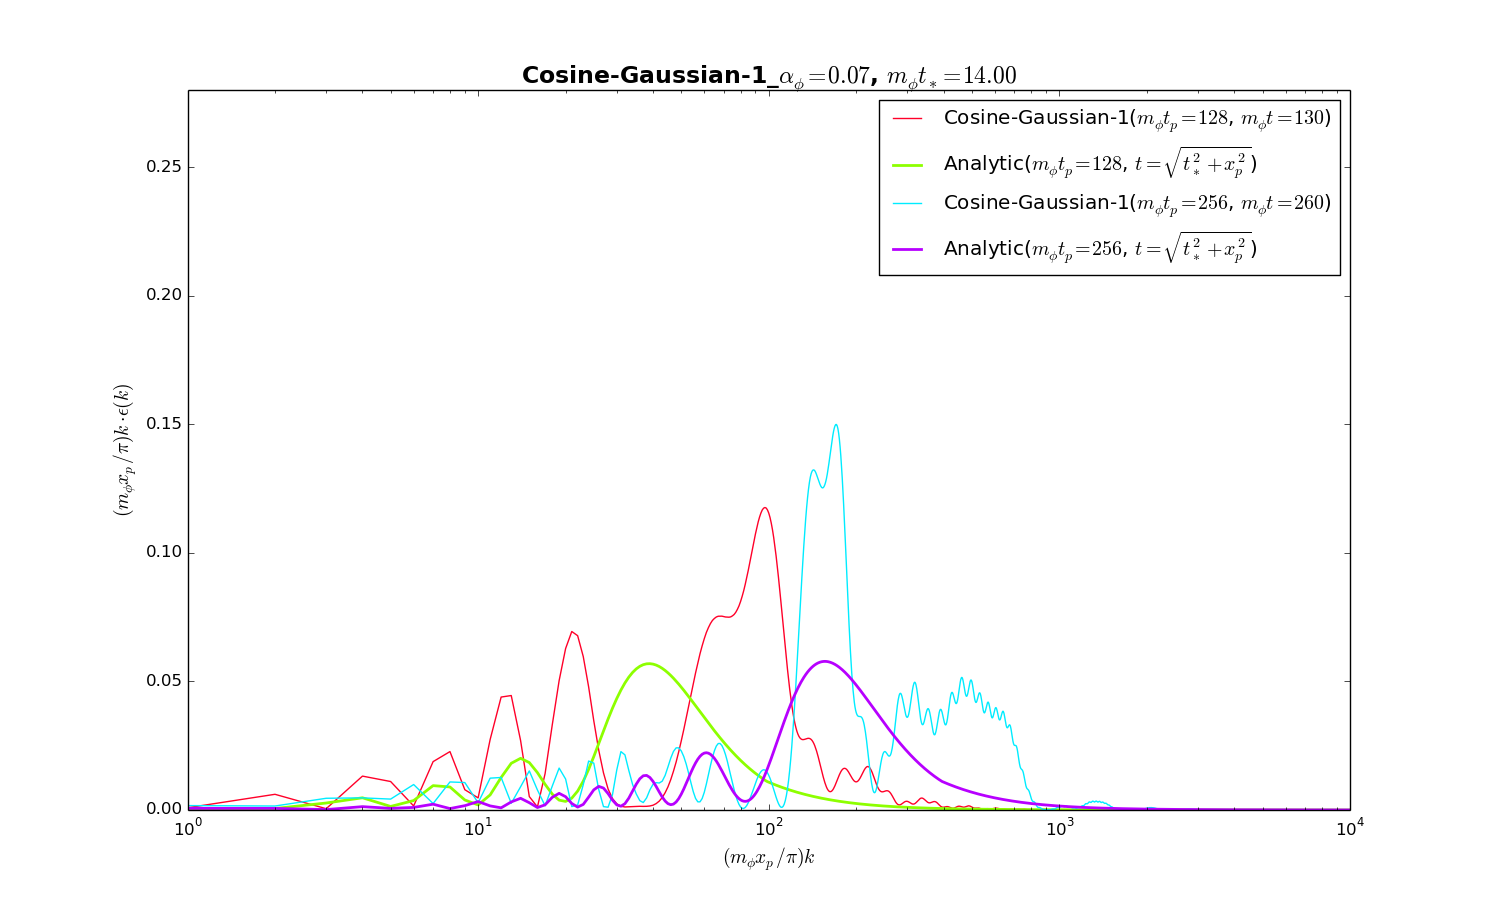 Cosine-Gaussian-1_α_ϕ=0.07, m_ϕt_*=14.00
Cosine-Gaussian-1(m_ϕt_p=128, m_ϕt=130)
Analytic(m_ϕt_p=128, t=√(t_*^2+x_p^2))
Cosine-Gaussian-1(m_ϕt_p=256, m_ϕt=260)
Analytic(m_ϕt_p=256, t=√(t_*^2+x_p^2))
0.25
0.20
0.15
0.10
0.05
0.00
(m_ϕx_p/π)k·ϵ(k)
10^0 10^1 10^2 10^3 10^4
(m_ϕx_p/π)k